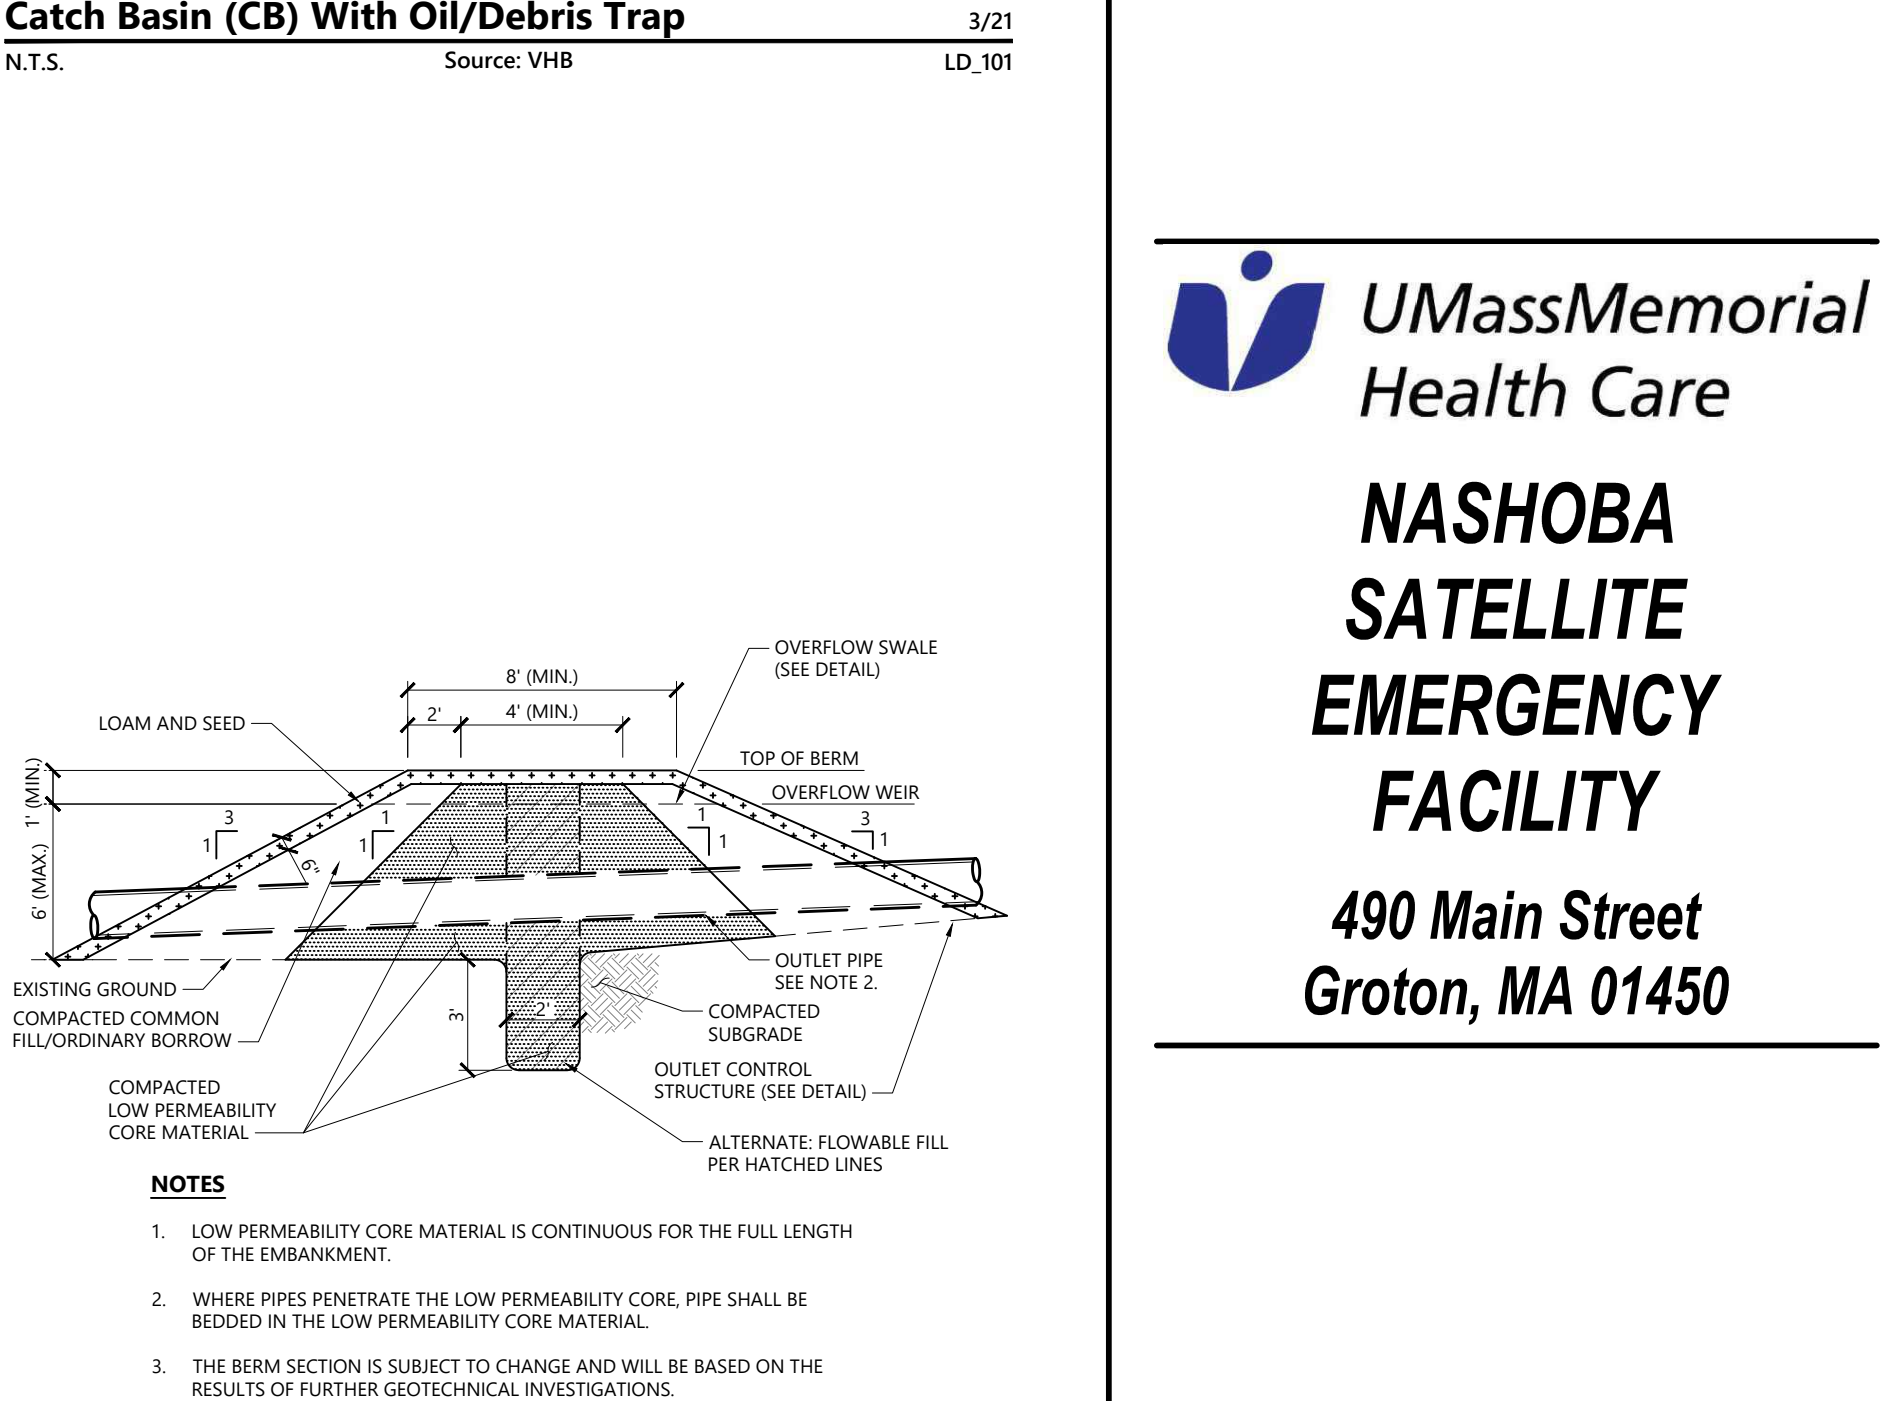 Catch Basin (CB) With Oil/Debris Trap
3/21
N.T.S.
Source: VHB
LD_101
UMassMemorial
Health Care
NASHOBA
SATELLITE
EMERGENCY
FACILITY
490 Main Street
Groton, MA 01450
OVERFLOW SWALE
(SEE DETAIL)
8' (MIN.)
2'
4' (MIN.)
LOAM AND SEED
TOP OF BERM
OVERFLOW WEIR
1' (MIN.)
6' (MAX.)
3
1
1
1
1
1
3
1
6"
OUTLET PIPE
SEE NOTE 2.
EXISTING GROUND
COMPACTED COMMON
FILL/ORDINARY BORROW
3'
2'
COMPACTED
SUBGRADE
OUTLET CONTROL
STRUCTURE (SEE DETAIL)
COMPACTED
LOW PERMEABILITY
CORE MATERIAL
ALTERNATE: FLOWABLE FILL
PER HATCHED LINES
NOTES
1. LOW PERMEABILITY CORE MATERIAL IS CONTINUOUS FOR THE FULL LENGTH
OF THE EMBANKMENT.
2. WHERE PIPES PENETRATE THE LOW PERMEABILITY CORE, PIPE SHALL BE
BEDDED IN THE LOW PERMEABILITY CORE MATERIAL.
3. THE BERM SECTION IS SUBJECT TO CHANGE AND WILL BE BASED ON THE
RESULTS OF FURTHER GEOTECHNICAL INVESTIGATIONS.